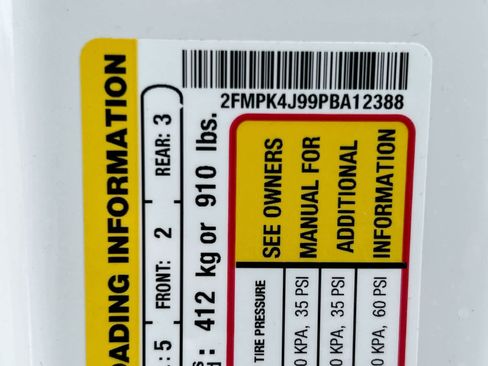 2FMPK4J99PBA12388
LOADING INFORMATION
: 5 FRONT: 2 REAR: 3
: 412 kg or 910 lbs.
TIRE PRESSURE SEE OWNERS
KPA, 35 PSI MANUAL FOR
KPA, 35 PSI ADDITIONAL
KPA, 60 PSI INFORMATION